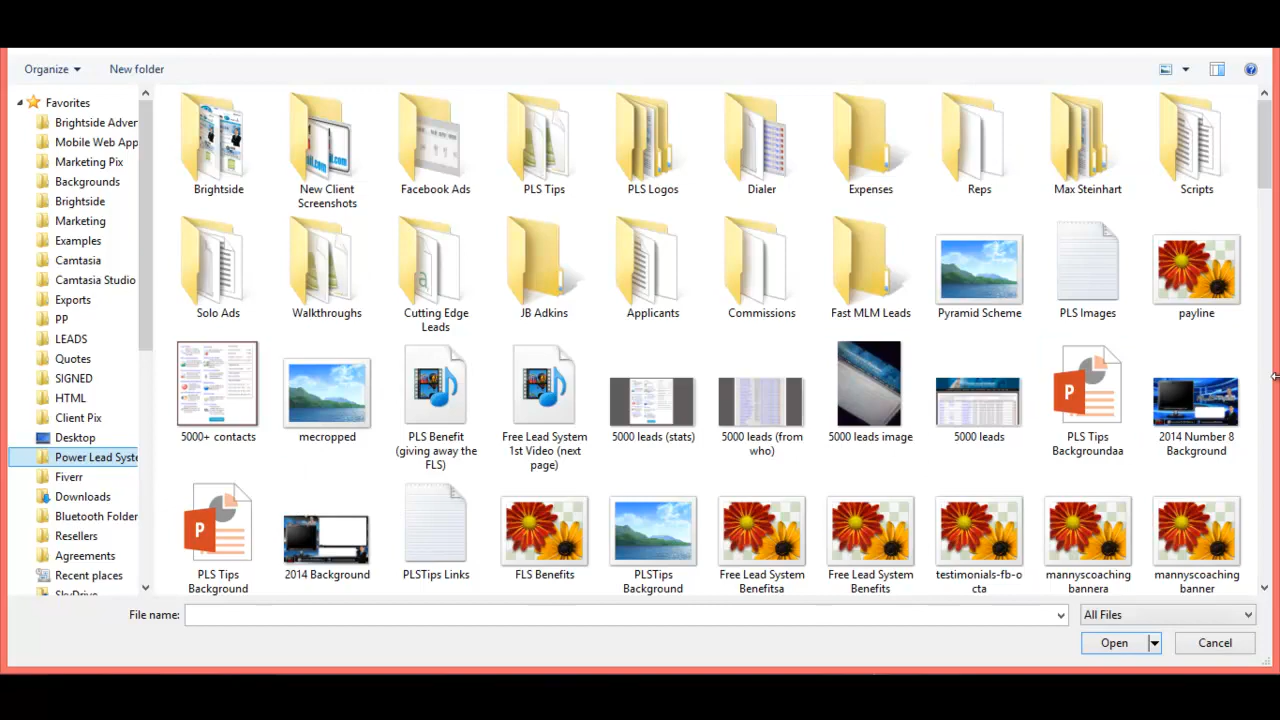 Organize
New folder
Favorites
Brightside Adver
Mobile Web App
Marketing Pix
Backgrounds
Brightside
Marketing
Examples
Camtasia
Camtasia Studio
Exports
PP
LEADS
Quotes
SIGNED
HTML
Client Pix
Desktop
Power Lead Syste
Fiverr
Downloads
Bluetooth Folder
Resellers
Agreements
Recent places
SkyDrive
Brightside
New Client
Screenshots
Facebook Ads
PLS Tips
PLS Logos
Dialer
Expenses
Reps
Max Steinhart
Scripts
Solo Ads
Walkthroughs
Cutting Edge
Leads
JB Adkins
Applicants
Commissions
Fast MLM Leads
Pyramid Scheme
PLS Images
payline
5000+ contacts
mecropped
PLS Benefit
(giving away the
FLS)
Free Lead System
1st Video (next
page)
5000 leads (stats)
5000 leads (from
who)
5000 leads image
5000 leads
PLS Tips
Backgroundaa
2014 Number 8
Background
PLS Tips
Background
2014 Background
PLSTips Links
FLS Benefits
PLSTips
Background
Free Lead System
Benefitsa
Free Lead System
Benefits
testimonials-fb-o
cta
mannyscoaching
bannera
mannyscoaching
banner
File name:
All Files
Open
Cancel